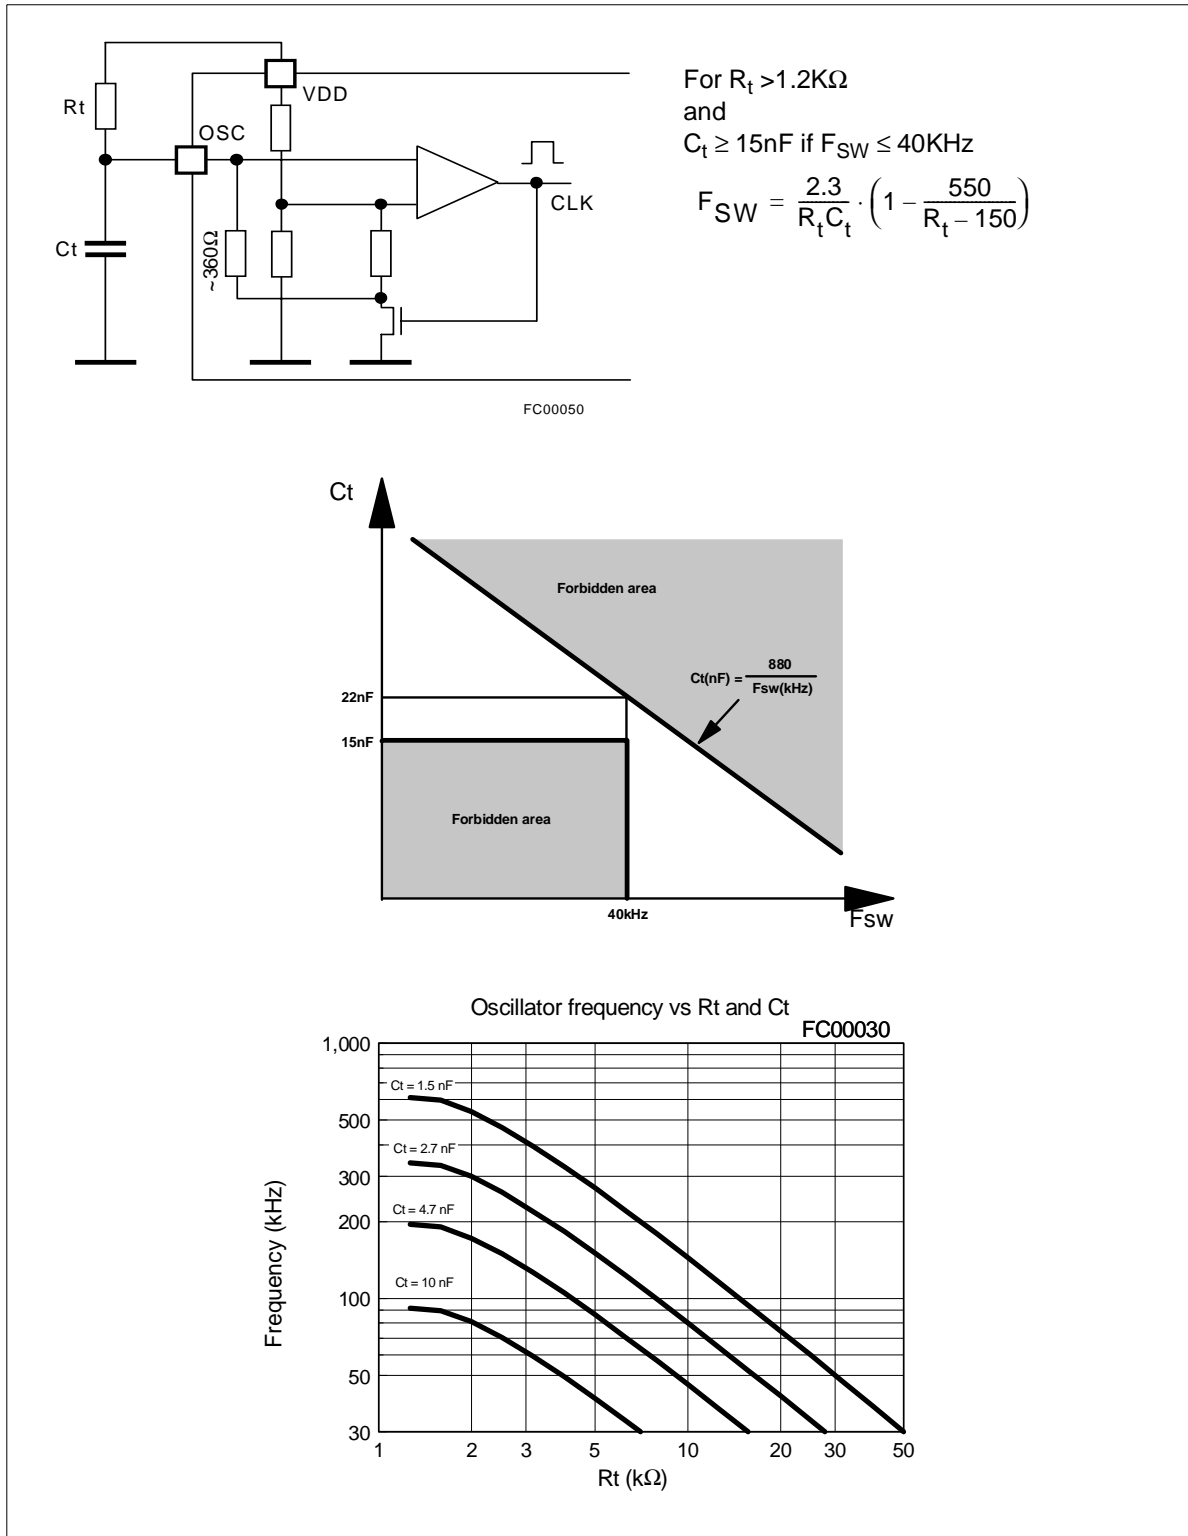 Rt
VDD
OSC
CLK
Ct
~360Ω
FC00050
For Rt >1.2KΩ
and
Ct ≥ 15nF if FSW ≤ 40KHz
FSW = 2.3 / RtCt · (1 − 550 / Rt − 150)
Ct
Forbidden area
Ct(nF) = 880 / Fsw(kHz)
22nF
15nF
Forbidden area
40kHz
Fsw
Oscillator frequency vs Rt and Ct
FC00030
Frequency (kHz)
1,000
500
300
200
100
50
30
Ct = 1.5 nF
Ct = 2.7 nF
Ct = 4.7 nF
Ct = 10 nF
1 2 3 5 10 20 30 50
Rt (kΩ)